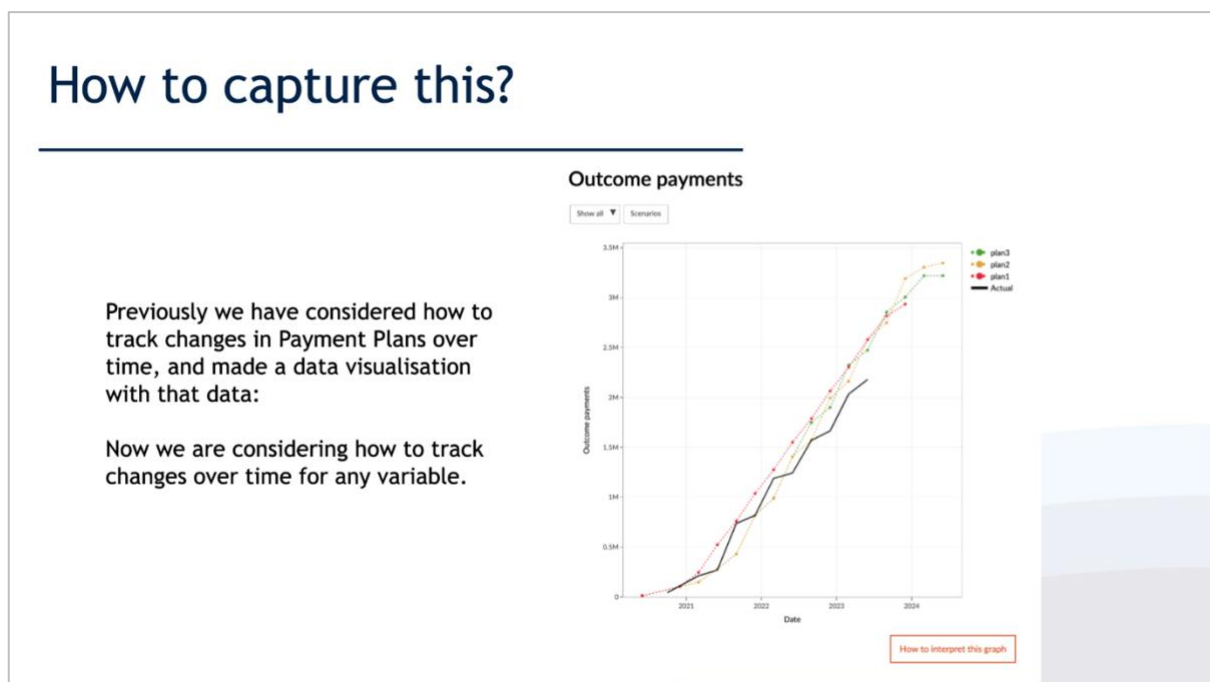 How to capture this?
Outcome payments
Show all ▼ Scenarios
Previously we have considered how to
track changes in Payment Plans over
time, and made a data visualisation
with that data:
Now we are considering how to track
changes over time for any variable.
3.5M
3M
2.5M
2M
1.5M
1M
0.5M
0
Outcome payments
2021 2022 2023 2024
Date
plan3
plan2
plan1
Actual
How to interpret this graph